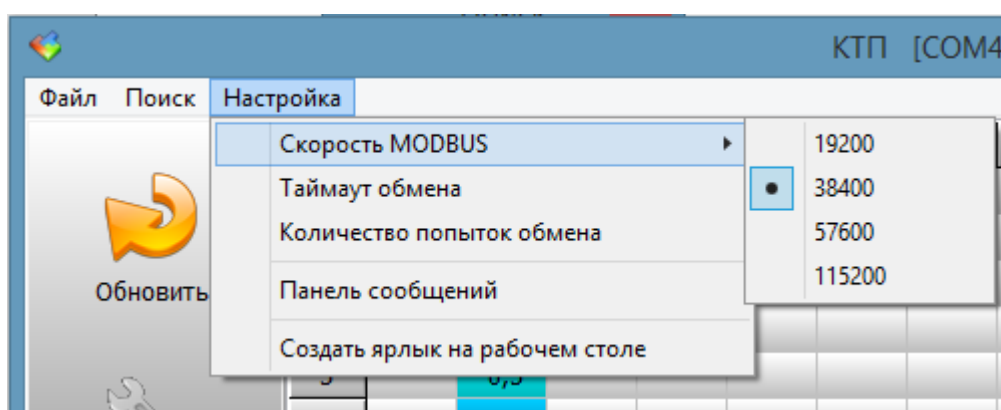 КТП [COM4
Файл Поиск Настройка
Скорость MODBUS
19200
Таймаут обмена
38400
Количество попыток обмена
57600
115200
Обновить
Панель сообщений
Создать ярлык на рабочем столе